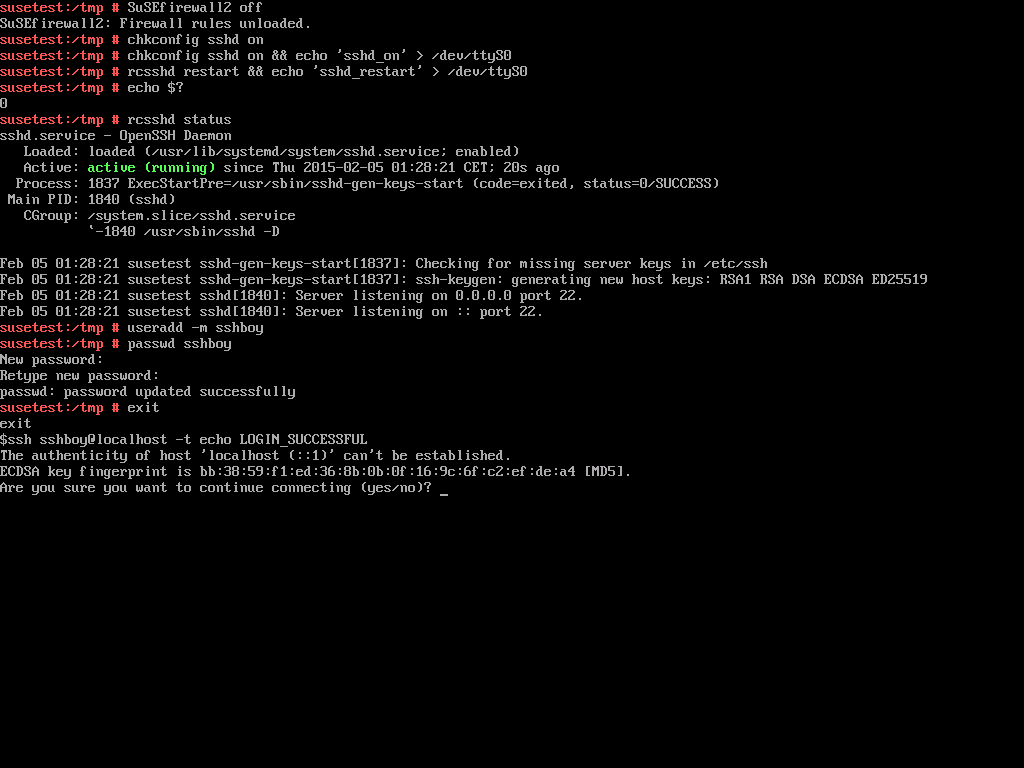 susetest:/tmp # SuSEfirewall2 off
SuSEfirewall2: Firewall rules unloaded.
susetest:/tmp # chkconfig sshd on
susetest:/tmp # chkconfig sshd on && echo 'sshd_on' > /dev/ttyS0
susetest:/tmp # rcsshd restart && echo 'sshd_restart' > /dev/ttyS0
susetest:/tmp # echo $?
0
susetest:/tmp # rcsshd status
sshd.service - OpenSSH Daemon
   Loaded: loaded (/usr/lib/systemd/system/sshd.service; enabled)
   Active: active (running) since Thu 2015-02-05 01:28:21 CET; 20s ago
  Process: 1837 ExecStartPre=/usr/sbin/sshd-gen-keys-start (code=exited, status=0/SUCCESS)
 Main PID: 1840 (sshd)
   CGroup: /system.slice/sshd.service
           `-1840 /usr/sbin/sshd -D

Feb 05 01:28:21 susetest sshd-gen-keys-start[1837]: Checking for missing server keys in /etc/ssh
Feb 05 01:28:21 susetest sshd-gen-keys-start[1837]: ssh-keygen: generating new host keys: RSA1 RSA DSA ECDSA ED25519
Feb 05 01:28:21 susetest sshd[1840]: Server listening on 0.0.0.0 port 22.
Feb 05 01:28:21 susetest sshd[1840]: Server listening on :: port 22.
susetest:/tmp # useradd -m sshboy
susetest:/tmp # passwd sshboy
New password:
Retype new password:
passwd: password updated successfully
susetest:/tmp # exit
exit
$ssh sshboy@localhost -t echo LOGIN_SUCCESSFUL
The authenticity of host 'localhost (::1)' can't be established.
ECDSA key fingerprint is bb:38:59:f1:ed:36:8b:0b:0f:16:9c:6f:c2:ef:de:a4 [MD5].
Are you sure you want to continue connecting (yes/no)? _